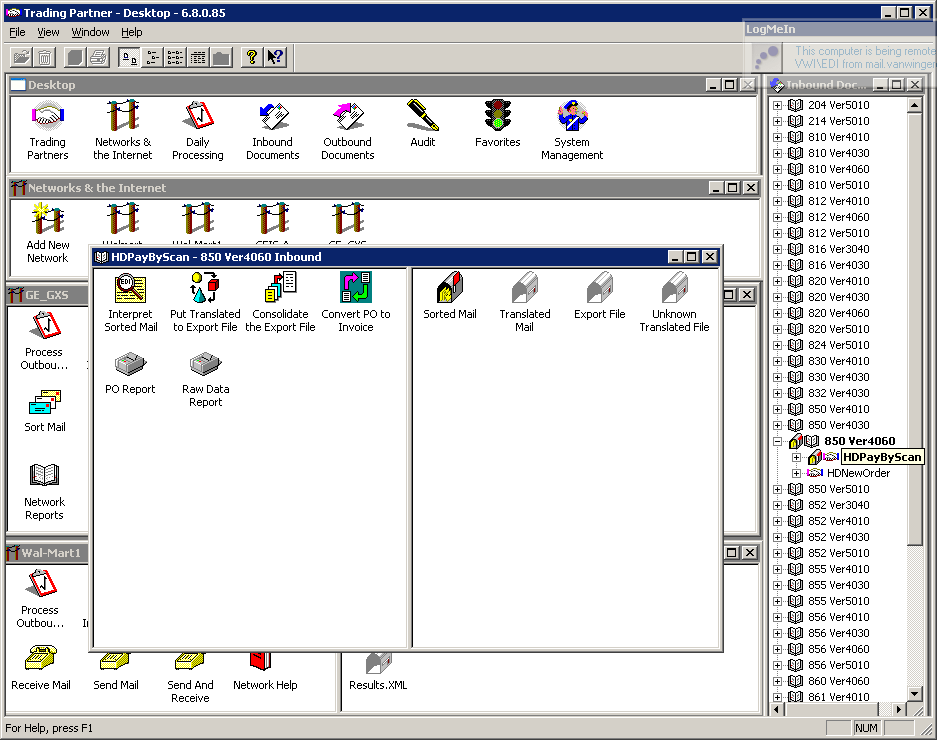 Trading Partner - Desktop - 6.8.0.85
File View Window Help
LogMeIn
This computer is being remote
VWI\EDI from mail.vanwinger
Desktop
Trading Partners
Networks & the Internet
Daily Processing
Inbound Documents
Outbound Documents
Audit
Favorites
System Management
Networks & the Internet
Add New Network
Walmart
Wal-Mart1
GEIS-A
GE_GXS
HDPayByScan - 850 Ver4060 Inbound
Interpret Sorted Mail
Put Translated to Export File
Consolidate the Export File
Convert PO to Invoice
PO Report
Raw Data Report
Sorted Mail
Translated Mail
Export File
Unknown Translated File
GE_GXS
Process Outbou...
Sort Mail
Network Reports
Wal-Mart1
Process Outbou...
Receive Mail
Send Mail
Send And Receive
Network Help
Results.XML
Inbound Doc...
204 Ver5010
214 Ver5010
810 Ver4010
810 Ver4030
810 Ver4060
810 Ver5010
812 Ver4010
812 Ver4060
812 Ver5010
816 Ver3040
816 Ver4030
820 Ver4010
820 Ver4030
820 Ver4060
820 Ver5010
824 Ver5010
830 Ver4010
830 Ver4030
832 Ver4030
850 Ver4010
850 Ver4030
850 Ver4060
HDPayByScan
HDNewOrder
850 Ver5010
852 Ver3040
852 Ver4010
852 Ver4030
852 Ver5010
855 Ver4010
855 Ver4030
855 Ver5010
856 Ver4010
856 Ver4030
856 Ver4060
856 Ver5010
860 Ver4060
861 Ver4010
For Help, press F1
NUM